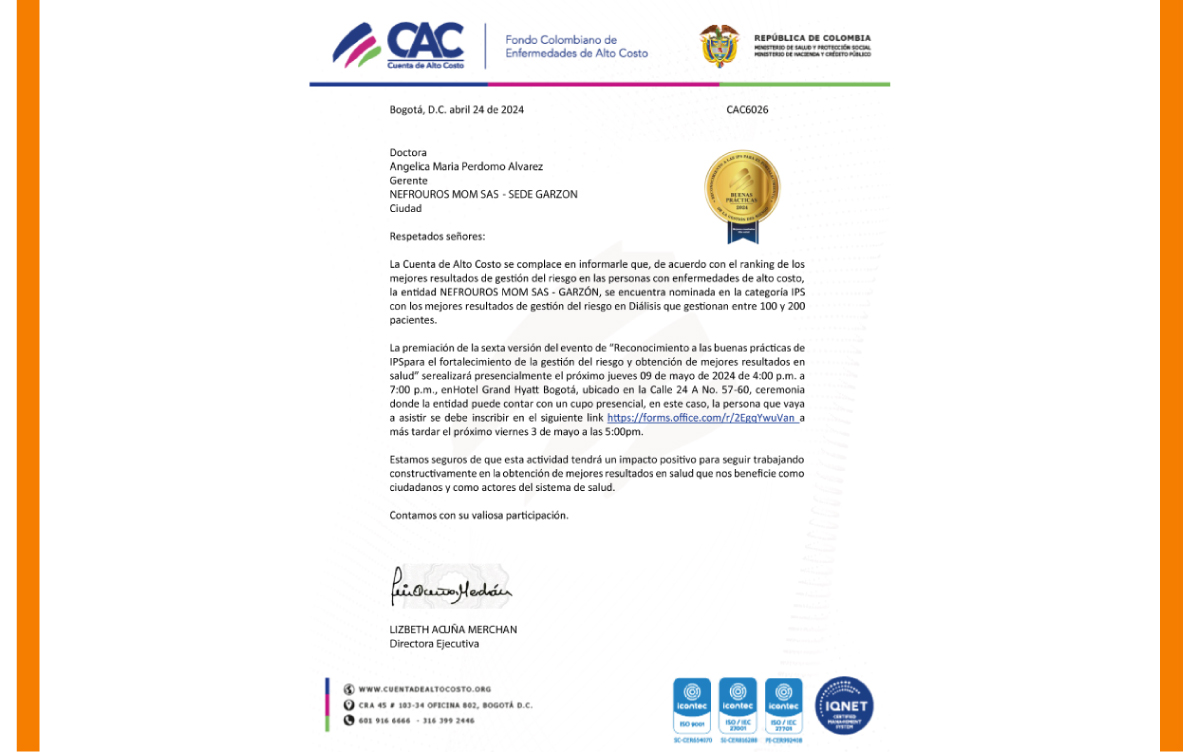 CAC
Cuenta de Alto Costo
Fondo Colombiano de
Enfermedades de Alto Costo
REPÚBLICA DE COLOMBIA
MINISTERIO DE SALUD Y PROTECCIÓN SOCIAL
MINISTERIO DE HACIENDA Y CRÉDITO PÚBLICO
Bogotá, D.C. abril 24 de 2024
CAC6026
Doctora
Angelica Maria Perdomo Alvarez
Gerente
NEFROUROS MOM SAS - SEDE GARZON
Ciudad
BUENAS
PRÁCTICAS
2024
Respetados señores:
La Cuenta de Alto Costo se complace en informarle que, de acuerdo con el ranking de los
mejores resultados de gestión del riesgo en las personas con enfermedades de alto costo,
la entidad NEFROUROS MOM SAS - GARZÓN, se encuentra nominada en la categoría IPS
con los mejores resultados de gestión del riesgo en Diálisis que gestionan entre 100 y 200
pacientes.
La premiación de la sexta versión del evento de “Reconocimiento a las buenas prácticas de
IPSpara el fortalecimiento de la gestión del riesgo y obtención de mejores resultados en
salud” serealizará presencialmente el próximo jueves 09 de mayo de 2024 de 4:00 p.m. a
7:00 p.m., enHotel Grand Hyatt Bogotá, ubicado en la Calle 24 A No. 57-60, ceremonia
donde la entidad puede contar con un cupo presencial, en este caso, la persona que vaya
a asistir se debe inscribir en el siguiente link https://forms.office.com/r/2EgqYwuVan a
más tardar el próximo viernes 3 de mayo a las 5:00pm.
Estamos seguros de que esta actividad tendrá un impacto positivo para seguir trabajando
constructivamente en la obtención de mejores resultados en salud que nos beneficie como
ciudadanos y como actores del sistema de salud.
Contamos con su valiosa participación.
LIZBETH ACUÑA MERCHAN
Directora Ejecutiva
WWW.CUENTADEALTOCOSTO.ORG
CRA 45 # 103-34 OFICINA 802, BOGOTÁ D.C.
601 916 6666 - 316 399 2446
icontec
ISO 9001
SC-CER654070
icontec
ISO / IEC
27001
SI-CER816288
icontec
ISO / IEC
27701
IQNET
CERTIFIED
MANAGEMENT
SYSTEM